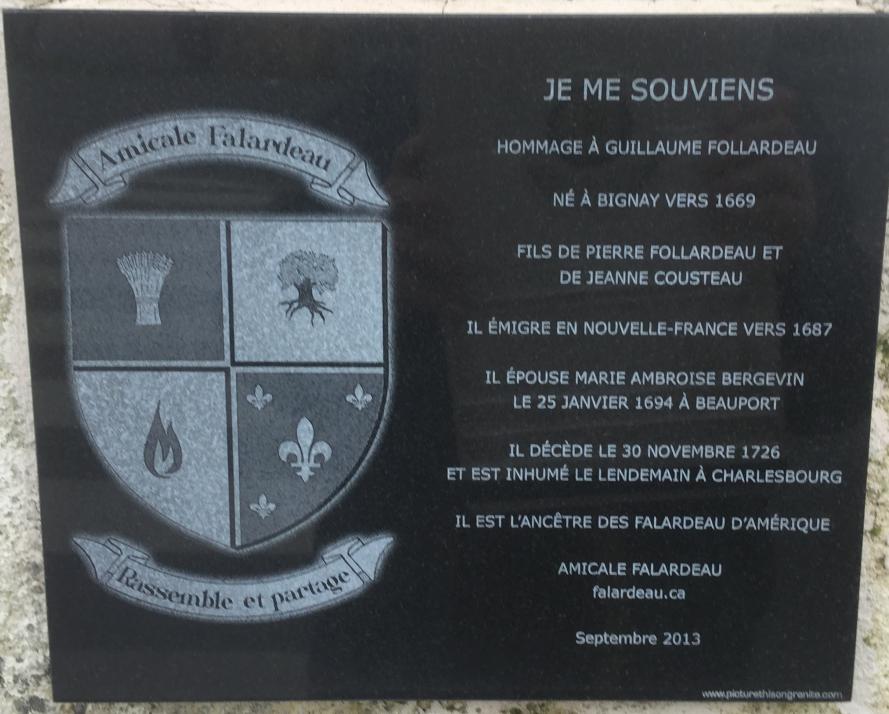 Amicale Falardeau
Rassemble et partage
JE ME SOUVIENS
HOMMAGE À GUILLAUME FOLLARDEAU
NÉ À BIGNAY VERS 1669
FILS DE PIERRE FOLLARDEAU ET
DE JEANNE COUSTEAU
IL ÉMIGRE EN NOUVELLE-FRANCE VERS 1687
IL ÉPOUSE MARIE AMBROISE BERGEVIN
LE 25 JANVIER 1694 À BEAUPORT
IL DÉCÈDE LE 30 NOVEMBRE 1726
ET EST INHUMÉ LE LENDEMAIN À CHARLESBOURG
IL EST L'ANCÊTRE DES FALARDEAU D'AMÉRIQUE
AMICALE FALARDEAU
falardeau.ca
Septembre 2013
www.picturethisongranite.com